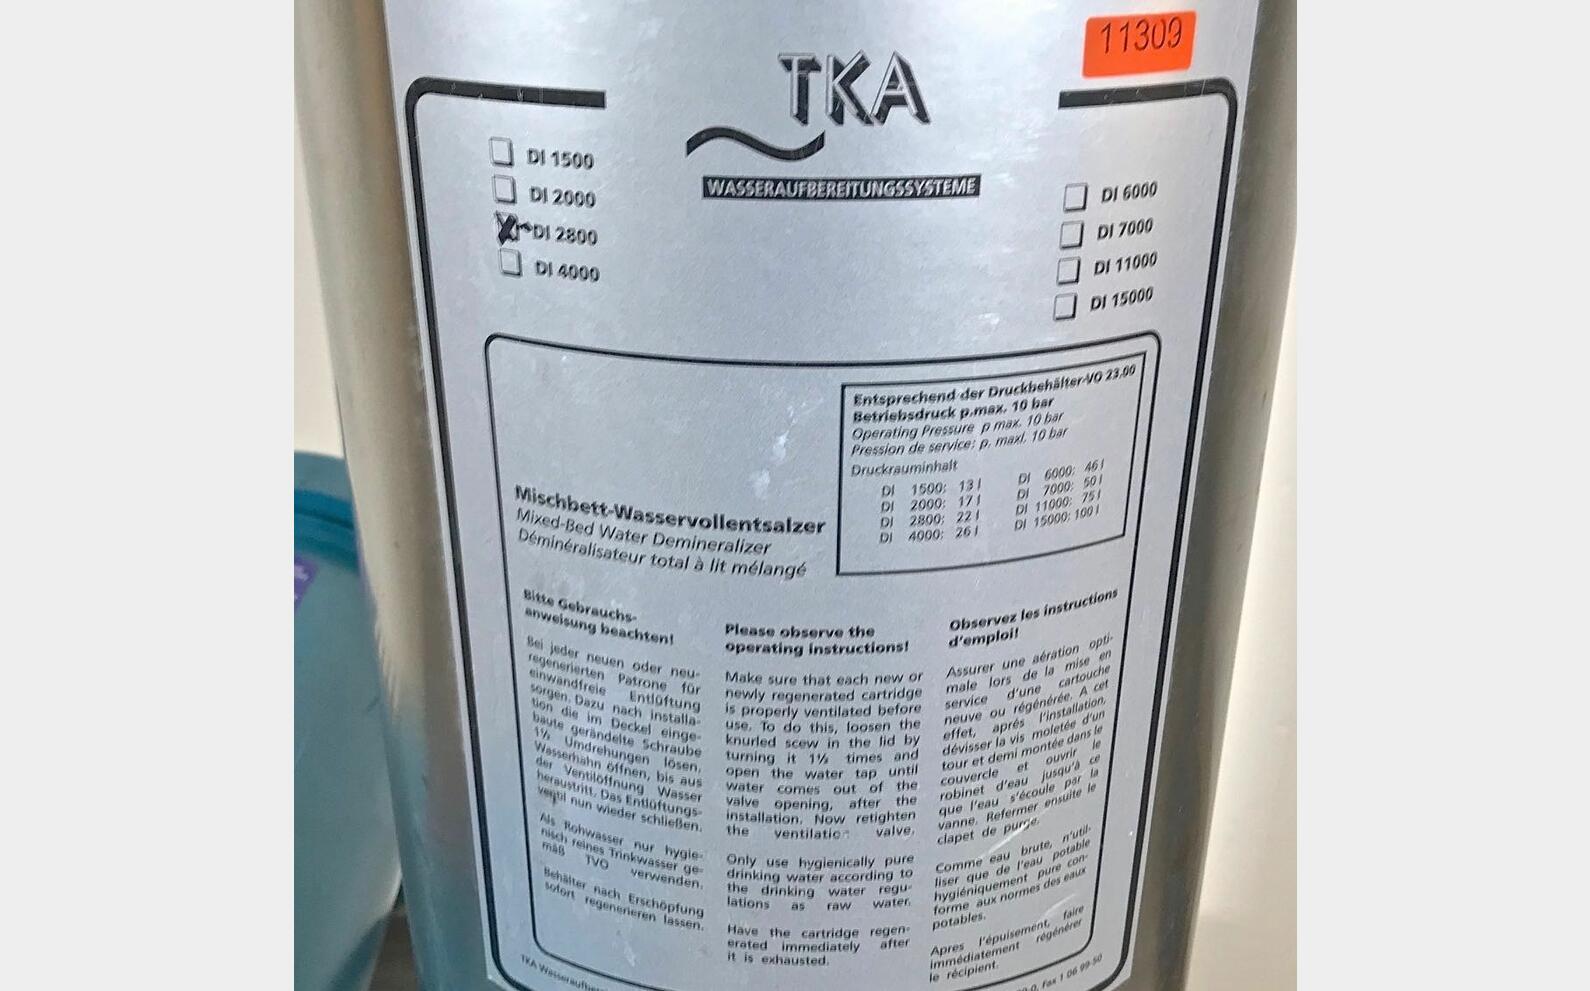 11309
TKA
WASSERAUFBEREITUNGSSYSTEME
DI 1500
DI 2000
DI 2800
DI 4000
DI 6000
DI 7000
DI 11000
DI 15000
Entsprechend der Druckbehälter-VO 23.00
Betriebsdruck p.max. 10 bar
Operating Pressure p max. 10 bar
Pression de service: p. maxl. 10 bar
Druckrauminhalt
DI 1500: 13 l
DI 2000: 17 l
DI 2800: 22 l
DI 4000: 26 l
DI 6000: 46 l
DI 7000: 50 l
DI 11000: 75 l
DI 15000: 100 l
Mischbett-Wasservollentsalzer
Mixed-Bed Water Demineralizer
Déminéralisateur total à lit mélangé
Bitte Gebrauchs-
anweisung beachten!
Bei jeder neuen oder neu-
regenerierten Patrone für
einwandfreie Entlüftung
sorgen. Dazu nach Installa-
tion die im Deckel einge-
baute gerändelte Schraube
1½ Umdrehungen lösen,
Wasserhahn öffnen, bis aus
der Ventilöffnung Wasser
heraustritt. Das Entlüftungs-
ventil nun wieder schließen.
Als Rohwasser nur hygie-
nisch reines Trinkwasser ge-
mäß TVO verwenden.
Behälter nach Erschöpfung
sofort regenerieren lassen.
Please observe the
operating instructions!
Make sure that each new or
newly regenerated cartridge
is properly ventilated before
use. To do this, loosen the
knurled scew in the lid by
turning it 1½ times and
open the water tap until
water comes out of the
valve opening, after the
installation. Now retighten
the ventilation valve.
Only use hygienically pure
drinking water according to
the drinking water regu-
lations as raw water.
Have the cartridge regen-
erated immediately after
it is exhausted.
Observez les instructions
d'emploi!
Assurer une aération opti-
male lors de la mise en
service d'une cartouche
neuve ou régénérée. A cet
effet, aprés l'installation,
dévisser la vis moletée d'un
tour et demi montée dans le
couvercle et ouvrir le
robinet d'eau jusqu'à ce
que l'eau s'écoule par la
vanne. Refermer ensuite le
clapet de purge.
Comme eau brute, n'util-
liser que de l'eau potable
hygiéniquement pure con-
forme aux normes des eaux
potables.
Apres l'épuisement, faire
immédiatement régénérer
le récipient.
TKA
Fax 1 06 99-50